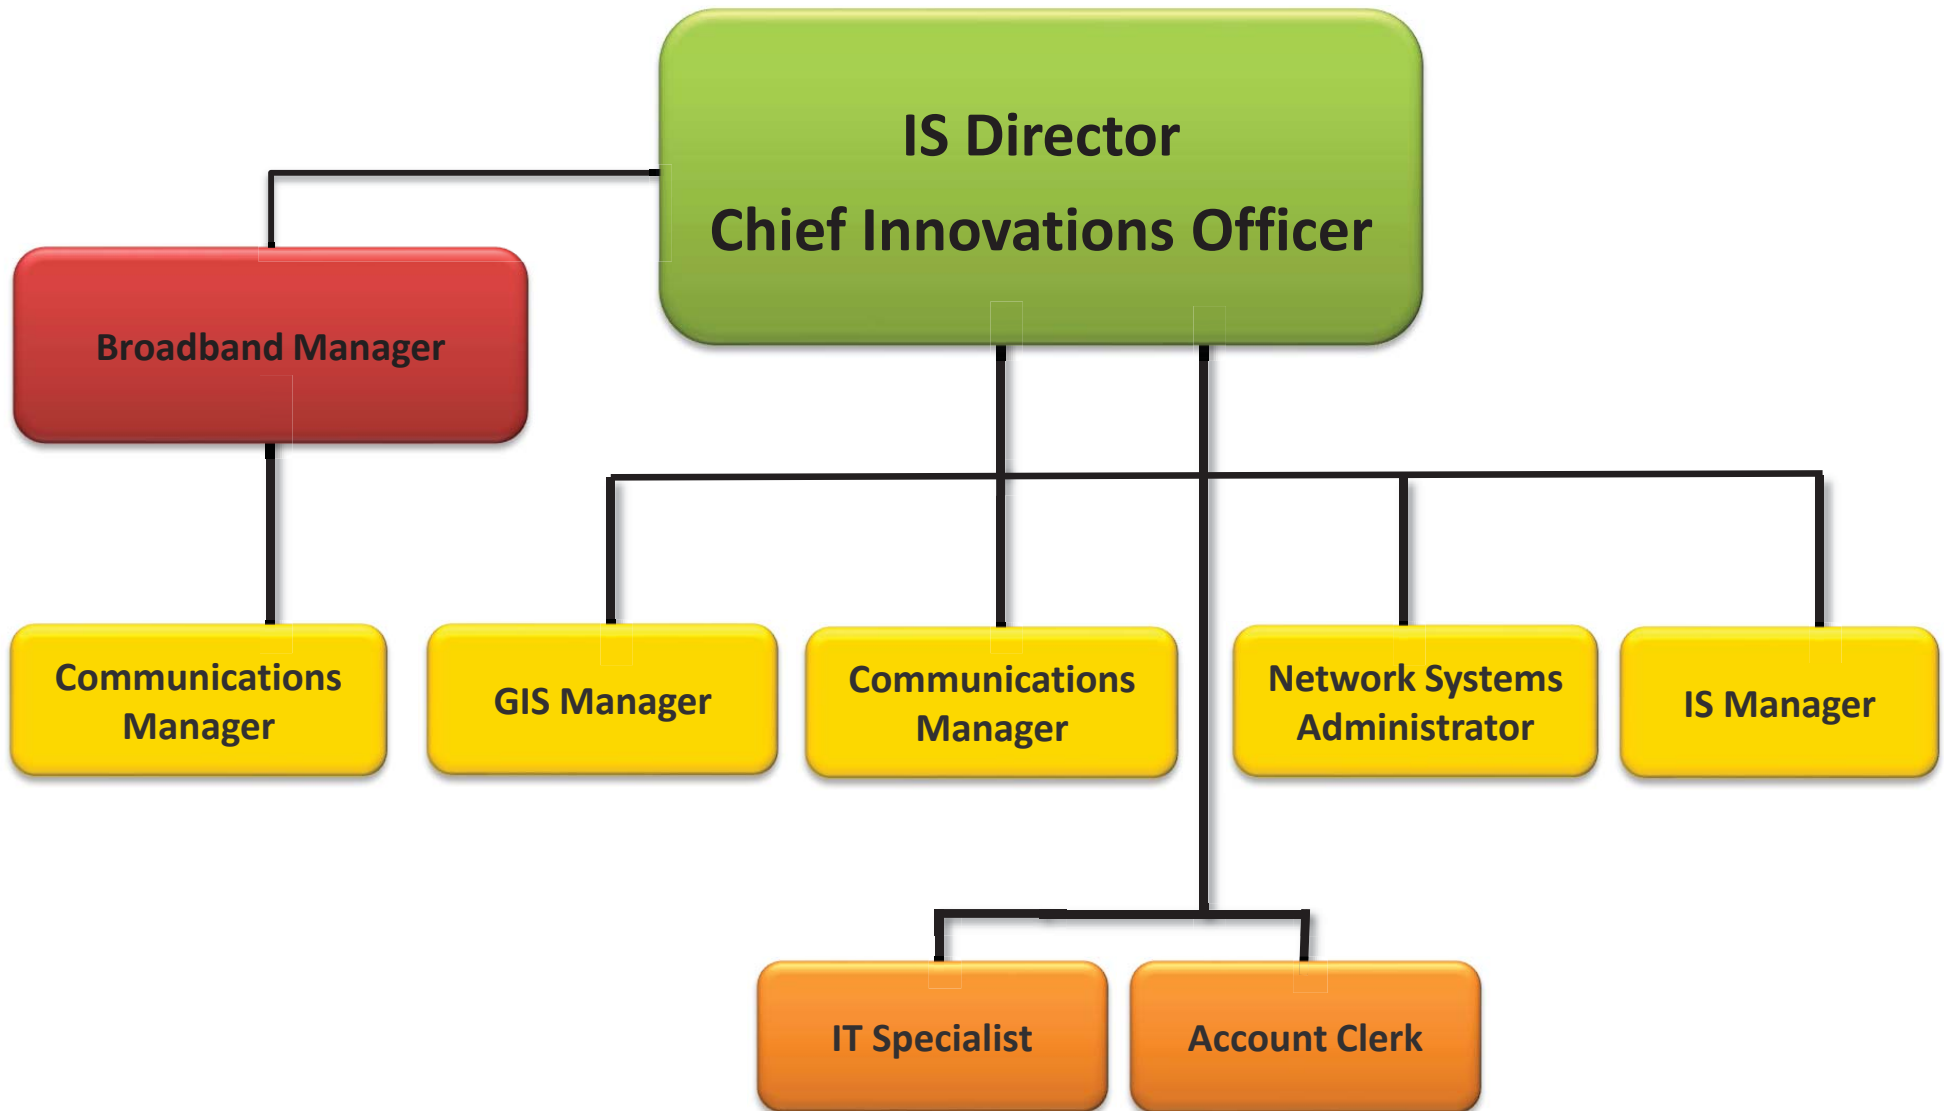 IS Director
Chief Innovations Officer
Broadband Manager
Communications
Manager
GIS Manager
Communications
Manager
Network Systems
Administrator
IS Manager
IT Specialist
Account Clerk